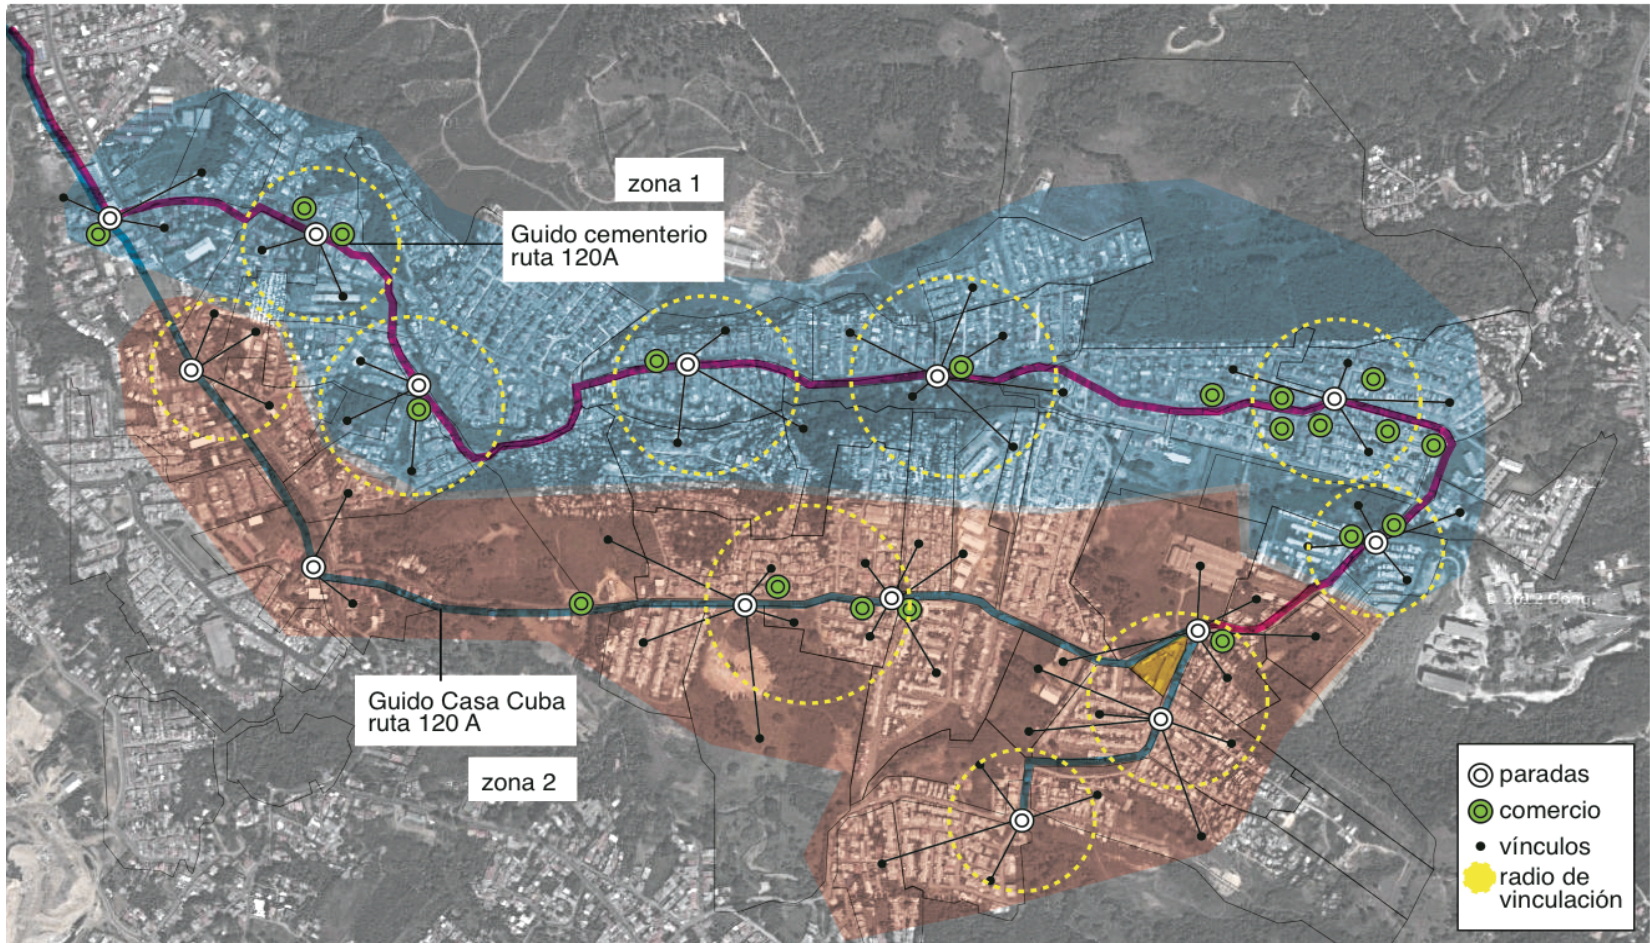 zona 1
Guido cementerio
ruta 120A
Guido Casa Cuba
ruta 120 A
zona 2
paradas
comercio
vínculos
radio de
vinculación